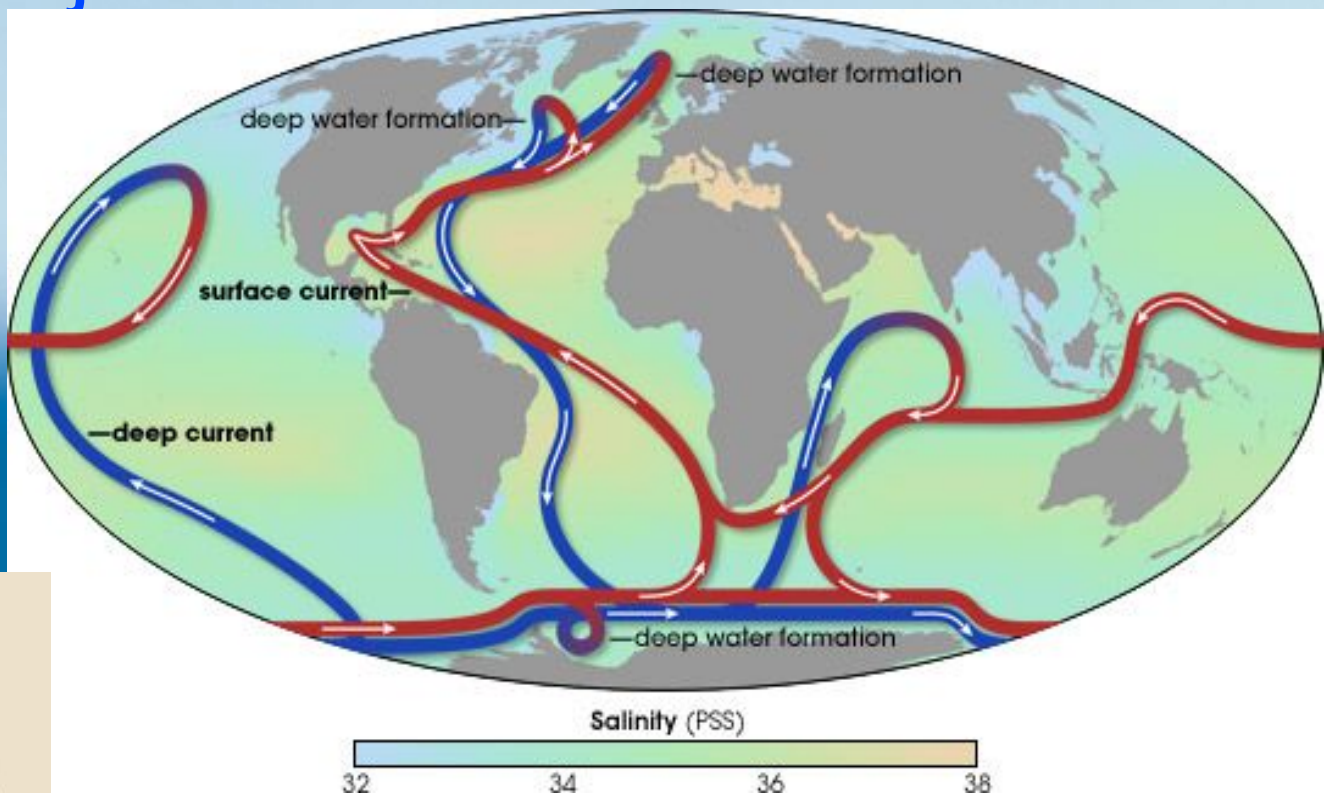 deep water formation
deep water formation
surface current
deep current
deep water formation
Salinity (PSS)
32 34 36 38